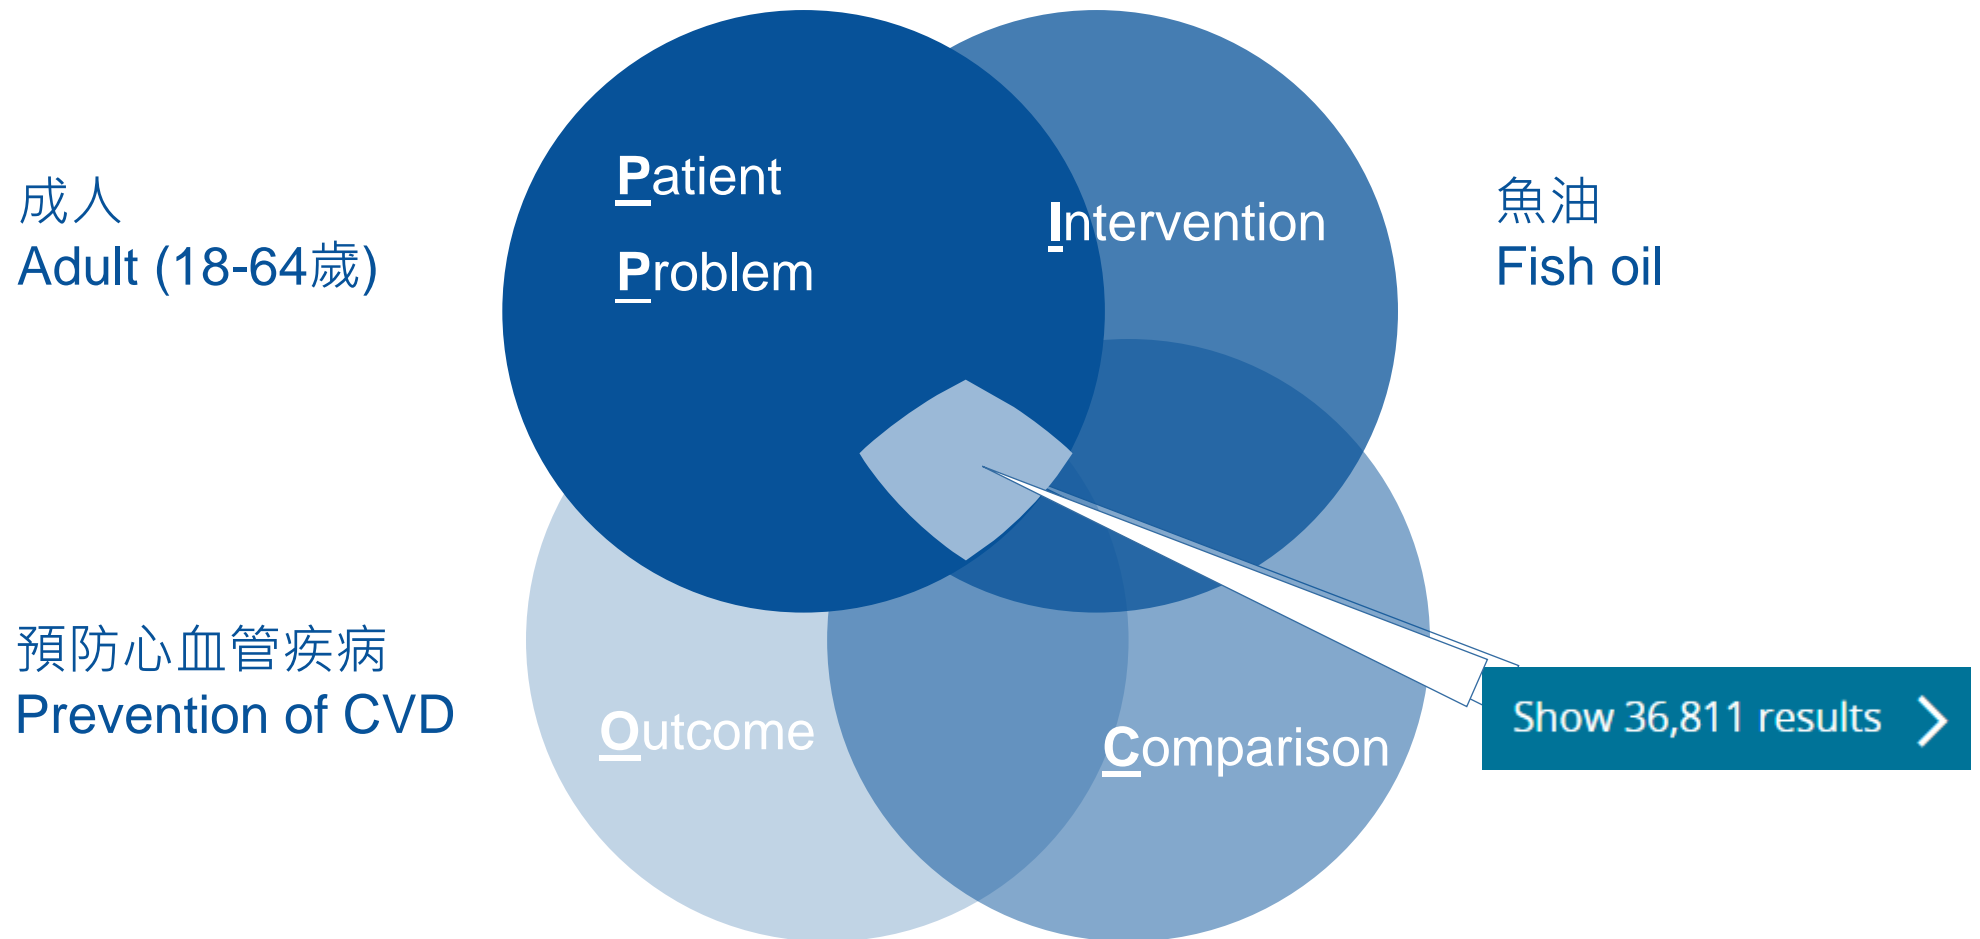 成人
Adult (18-64歲)
Patient
Problem
Intervention
魚油
Fish oil
預防心血管疾病
Prevention of CVD
Outcome
Comparison
Show 36,811 results